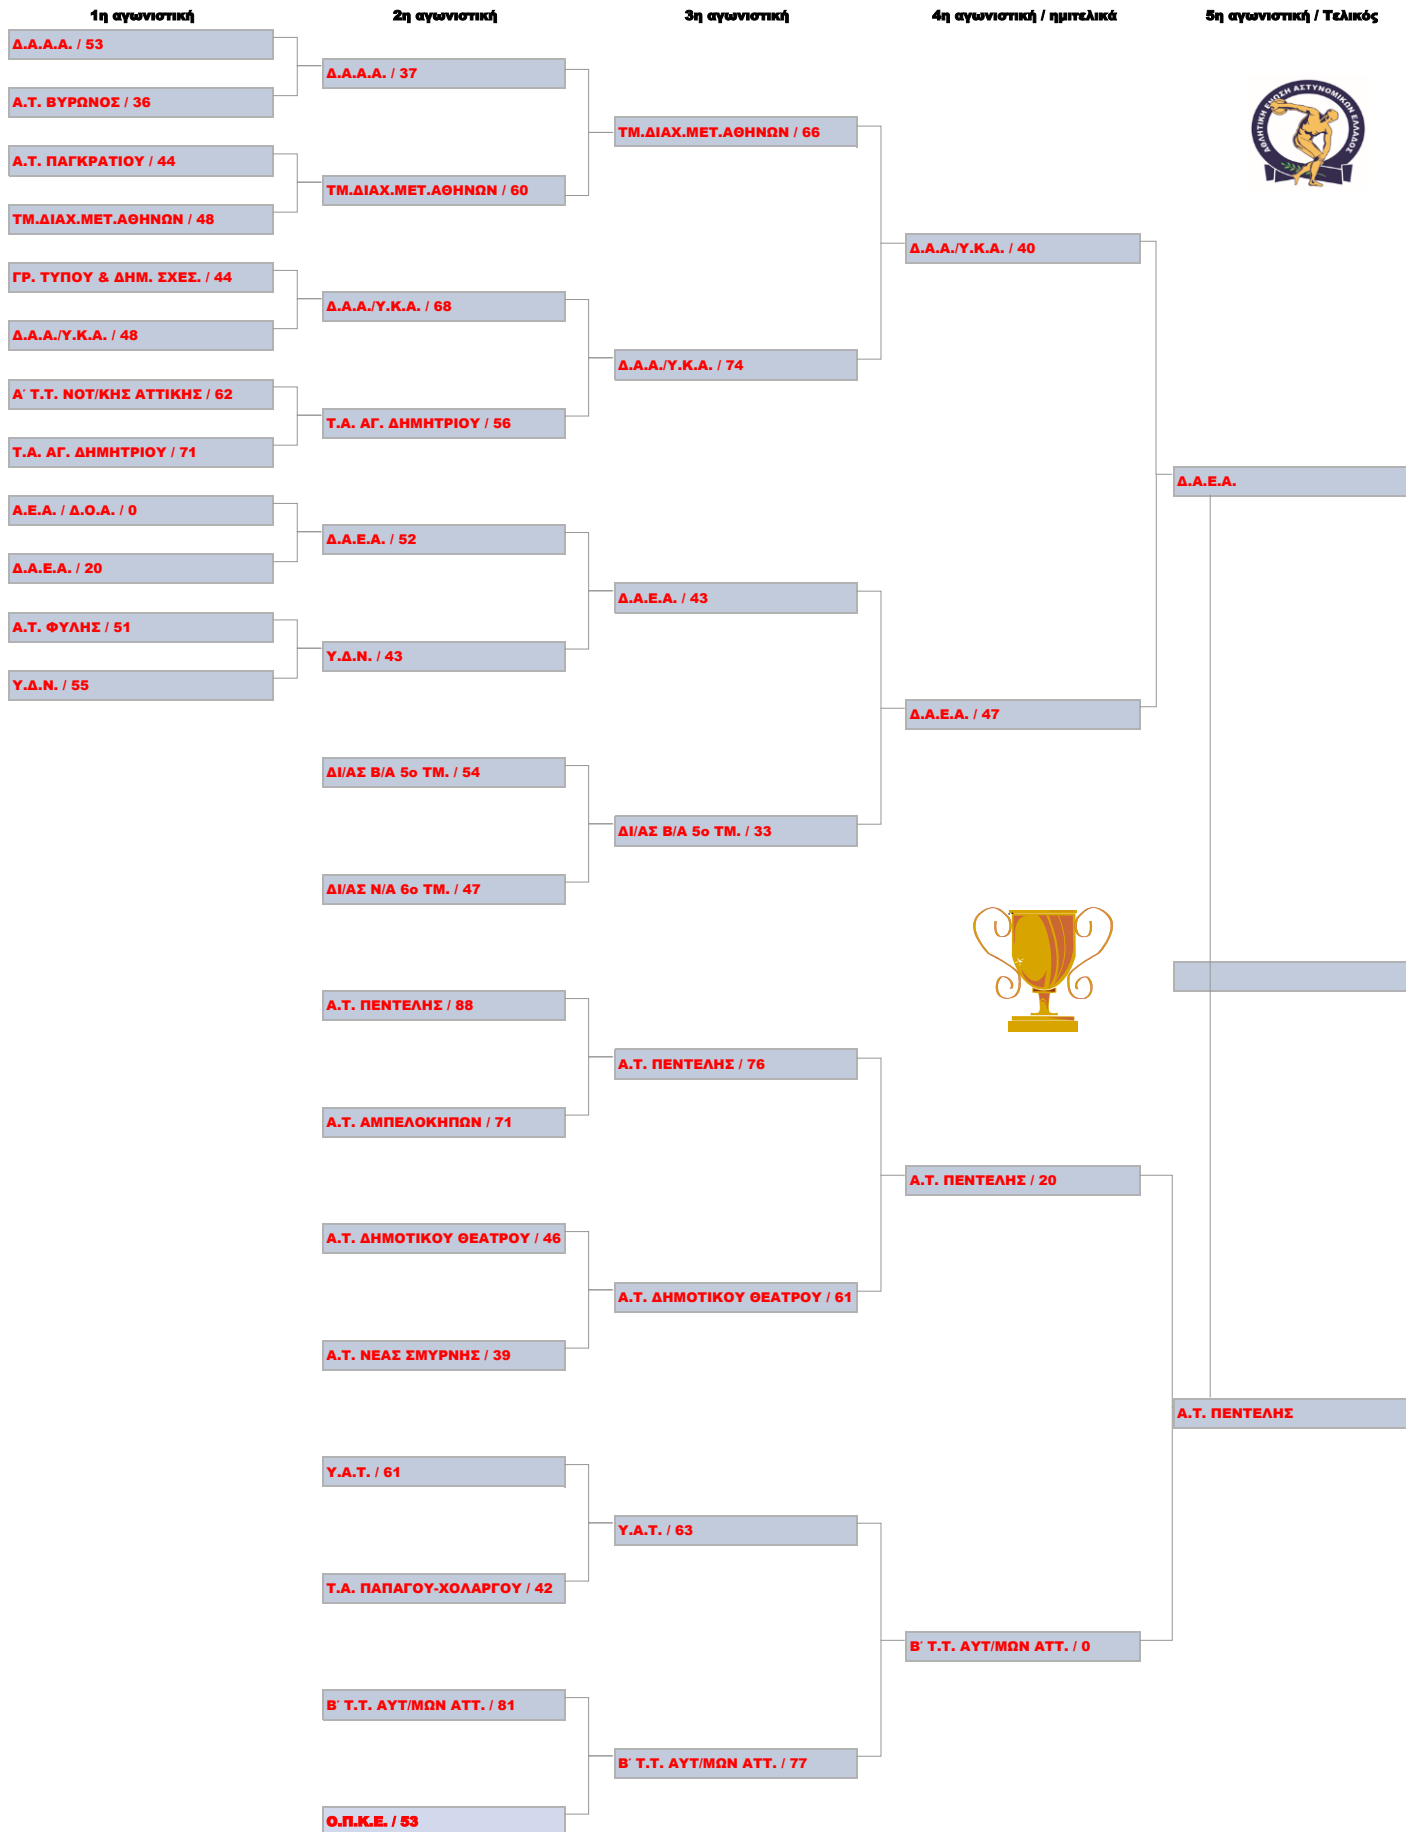 1η αγωνιστική
2η αγωνιστική
3η αγωνιστική
4η αγωνιστική / ημιτελικά
5η αγωνιστική / Τελικός
Δ.Α.Α.Α. / 53
Α.Τ. ΒΥΡΩΝΟΣ / 36
Α.Τ. ΠΑΓΚΡΑΤΙΟΥ / 44
ΤΜ.ΔΙΑΧ.ΜΕΤ.ΑΘΗΝΩΝ / 48
ΓΡ. ΤΥΠΟΥ & ΔΗΜ. ΣΧΕΣ. / 44
Δ.Α.Α./Υ.Κ.Α. / 48
Α΄ Τ.Τ. ΝΟΤ/ΚΗΣ ΑΤΤΙΚΗΣ / 62
Τ.Α. ΑΓ. ΔΗΜΗΤΡΙΟΥ / 71
Α.Ε.Α. / Δ.Ο.Α. / 0
Δ.Α.Ε.Α. / 20
Α.Τ. ΦΥΛΗΣ / 51
Υ.Δ.Ν. / 55
Δ.Α.Α.Α. / 37
ΤΜ.ΔΙΑΧ.ΜΕΤ.ΑΘΗΝΩΝ / 60
Δ.Α.Α./Υ.Κ.Α. / 68
Τ.Α. ΑΓ. ΔΗΜΗΤΡΙΟΥ / 56
Δ.Α.Ε.Α. / 52
Υ.Δ.Ν. / 43
ΔΙ/ΑΣ Β/Α 5ο ΤΜ. / 54
ΔΙ/ΑΣ Ν/Α 6ο ΤΜ. / 47
Α.Τ. ΠΕΝΤΕΛΗΣ / 88
Α.Τ. ΑΜΠΕΛΟΚΗΠΩΝ / 71
Α.Τ. ΔΗΜΟΤΙΚΟΥ ΘΕΑΤΡΟΥ / 46
Α.Τ. ΝΕΑΣ ΣΜΥΡΝΗΣ / 39
Υ.Α.Τ. / 61
Τ.Α. ΠΑΠΑΓΟΥ-ΧΟΛΑΡΓΟΥ / 42
Β΄ Τ.Τ. ΑΥΤ/ΜΩΝ ΑΤΤ. / 81
Ο.Π.Κ.Ε. / 53
ΤΜ.ΔΙΑΧ.ΜΕΤ.ΑΘΗΝΩΝ / 66
Δ.Α.Α./Υ.Κ.Α. / 74
Δ.Α.Ε.Α. / 43
ΔΙ/ΑΣ Β/Α 5ο ΤΜ. / 33
Α.Τ. ΠΕΝΤΕΛΗΣ / 76
Α.Τ. ΔΗΜΟΤΙΚΟΥ ΘΕΑΤΡΟΥ / 61
Υ.Α.Τ. / 63
Β΄ Τ.Τ. ΑΥΤ/ΜΩΝ ΑΤΤ. / 77
Δ.Α.Α./Υ.Κ.Α. / 40
Δ.Α.Ε.Α. / 47
Α.Τ. ΠΕΝΤΕΛΗΣ / 20
Β΄ Τ.Τ. ΑΥΤ/ΜΩΝ ΑΤΤ. / 0
ΑΘΛΗΤΙΚΗ ΕΝΩΣΗ ΑΣΤΥΝΟΜΙΚΩΝ ΕΛΛΑΔΟΣ
Δ.Α.Ε.Α.
Α.Τ. ΠΕΝΤΕΛΗΣ